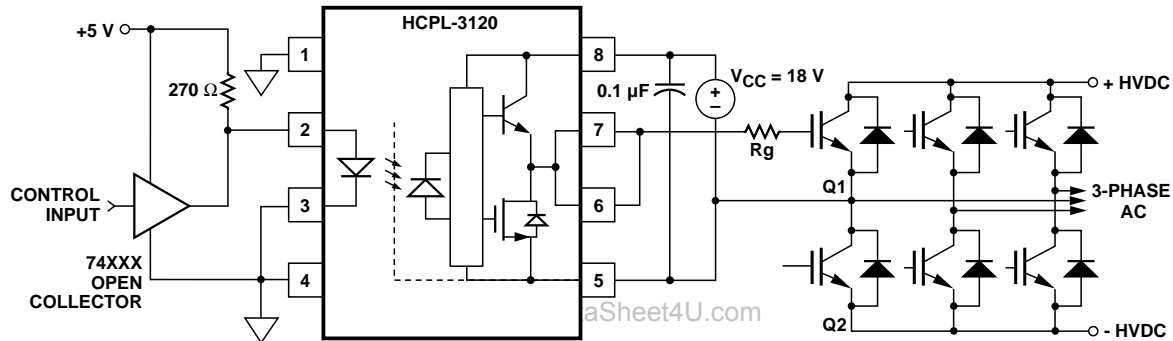 HCPL-3120
+5 V
270 Ω
1
2
3
4
8
7
6
5
0.1 µF
VCC = 18 V
Rg
+ HVDC
Q1
3-PHASE
AC
CONTROL
INPUT
74XXX
OPEN
COLLECTOR
Q2
- HVDC
aSheet4U.com